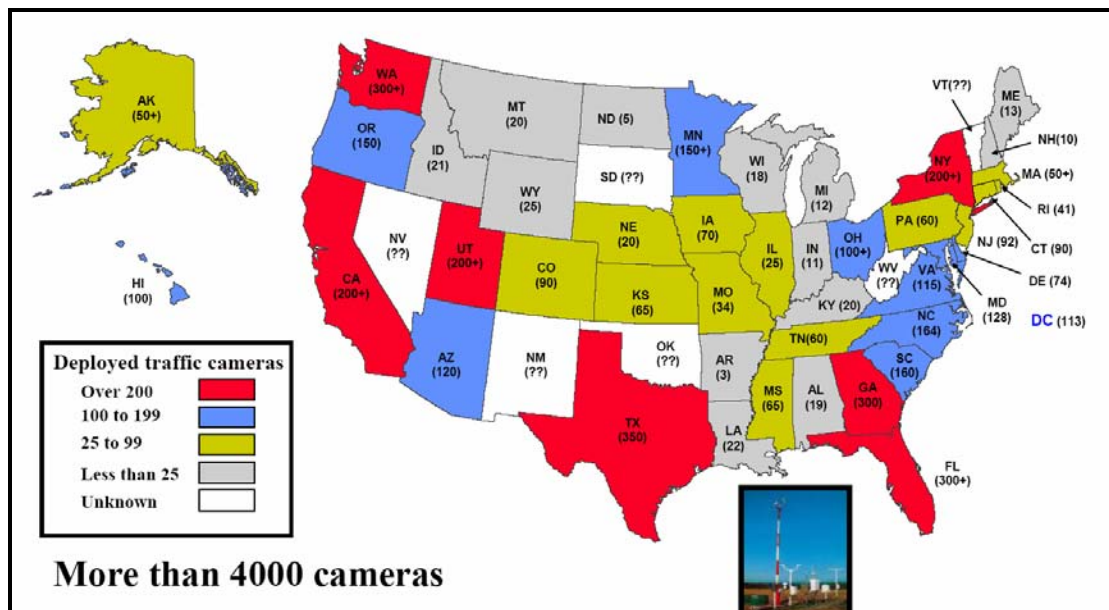 AK
(50+)
HI
(100)
WA
(300+)
OR
(150)
CA
(200+)
ID
(21)
NV
(??)
MT
(20)
WY
(25)
UT
(200+)
AZ
(120)
CO
(90)
NM
(??)
ND (5)
SD (??)
NE
(20)
KS
(65)
OK
(??)
TX
(350)
MN
(150+)
IA
(70)
MO
(34)
AR
(3)
LA
(22)
WI
(18)
IL
(25)
MS
(65)
MI
(12)
IN
(11)
KY (20)
TN(60)
AL
(19)
OH
(100+)
WV
(??)
GA
(300)
FL
(300+)
SC
(160)
NC
(164)
VA
(115)
PA (60)
NY
(200+)
VT(??)
ME
(13)
NH(10)
MA (50+)
RI (41)
CT (90)
NJ (92)
DE (74)
MD
(128)
DC (113)
Deployed traffic cameras
Over 200
100 to 199
25 to 99
Less than 25
Unknown
More than 4000 cameras